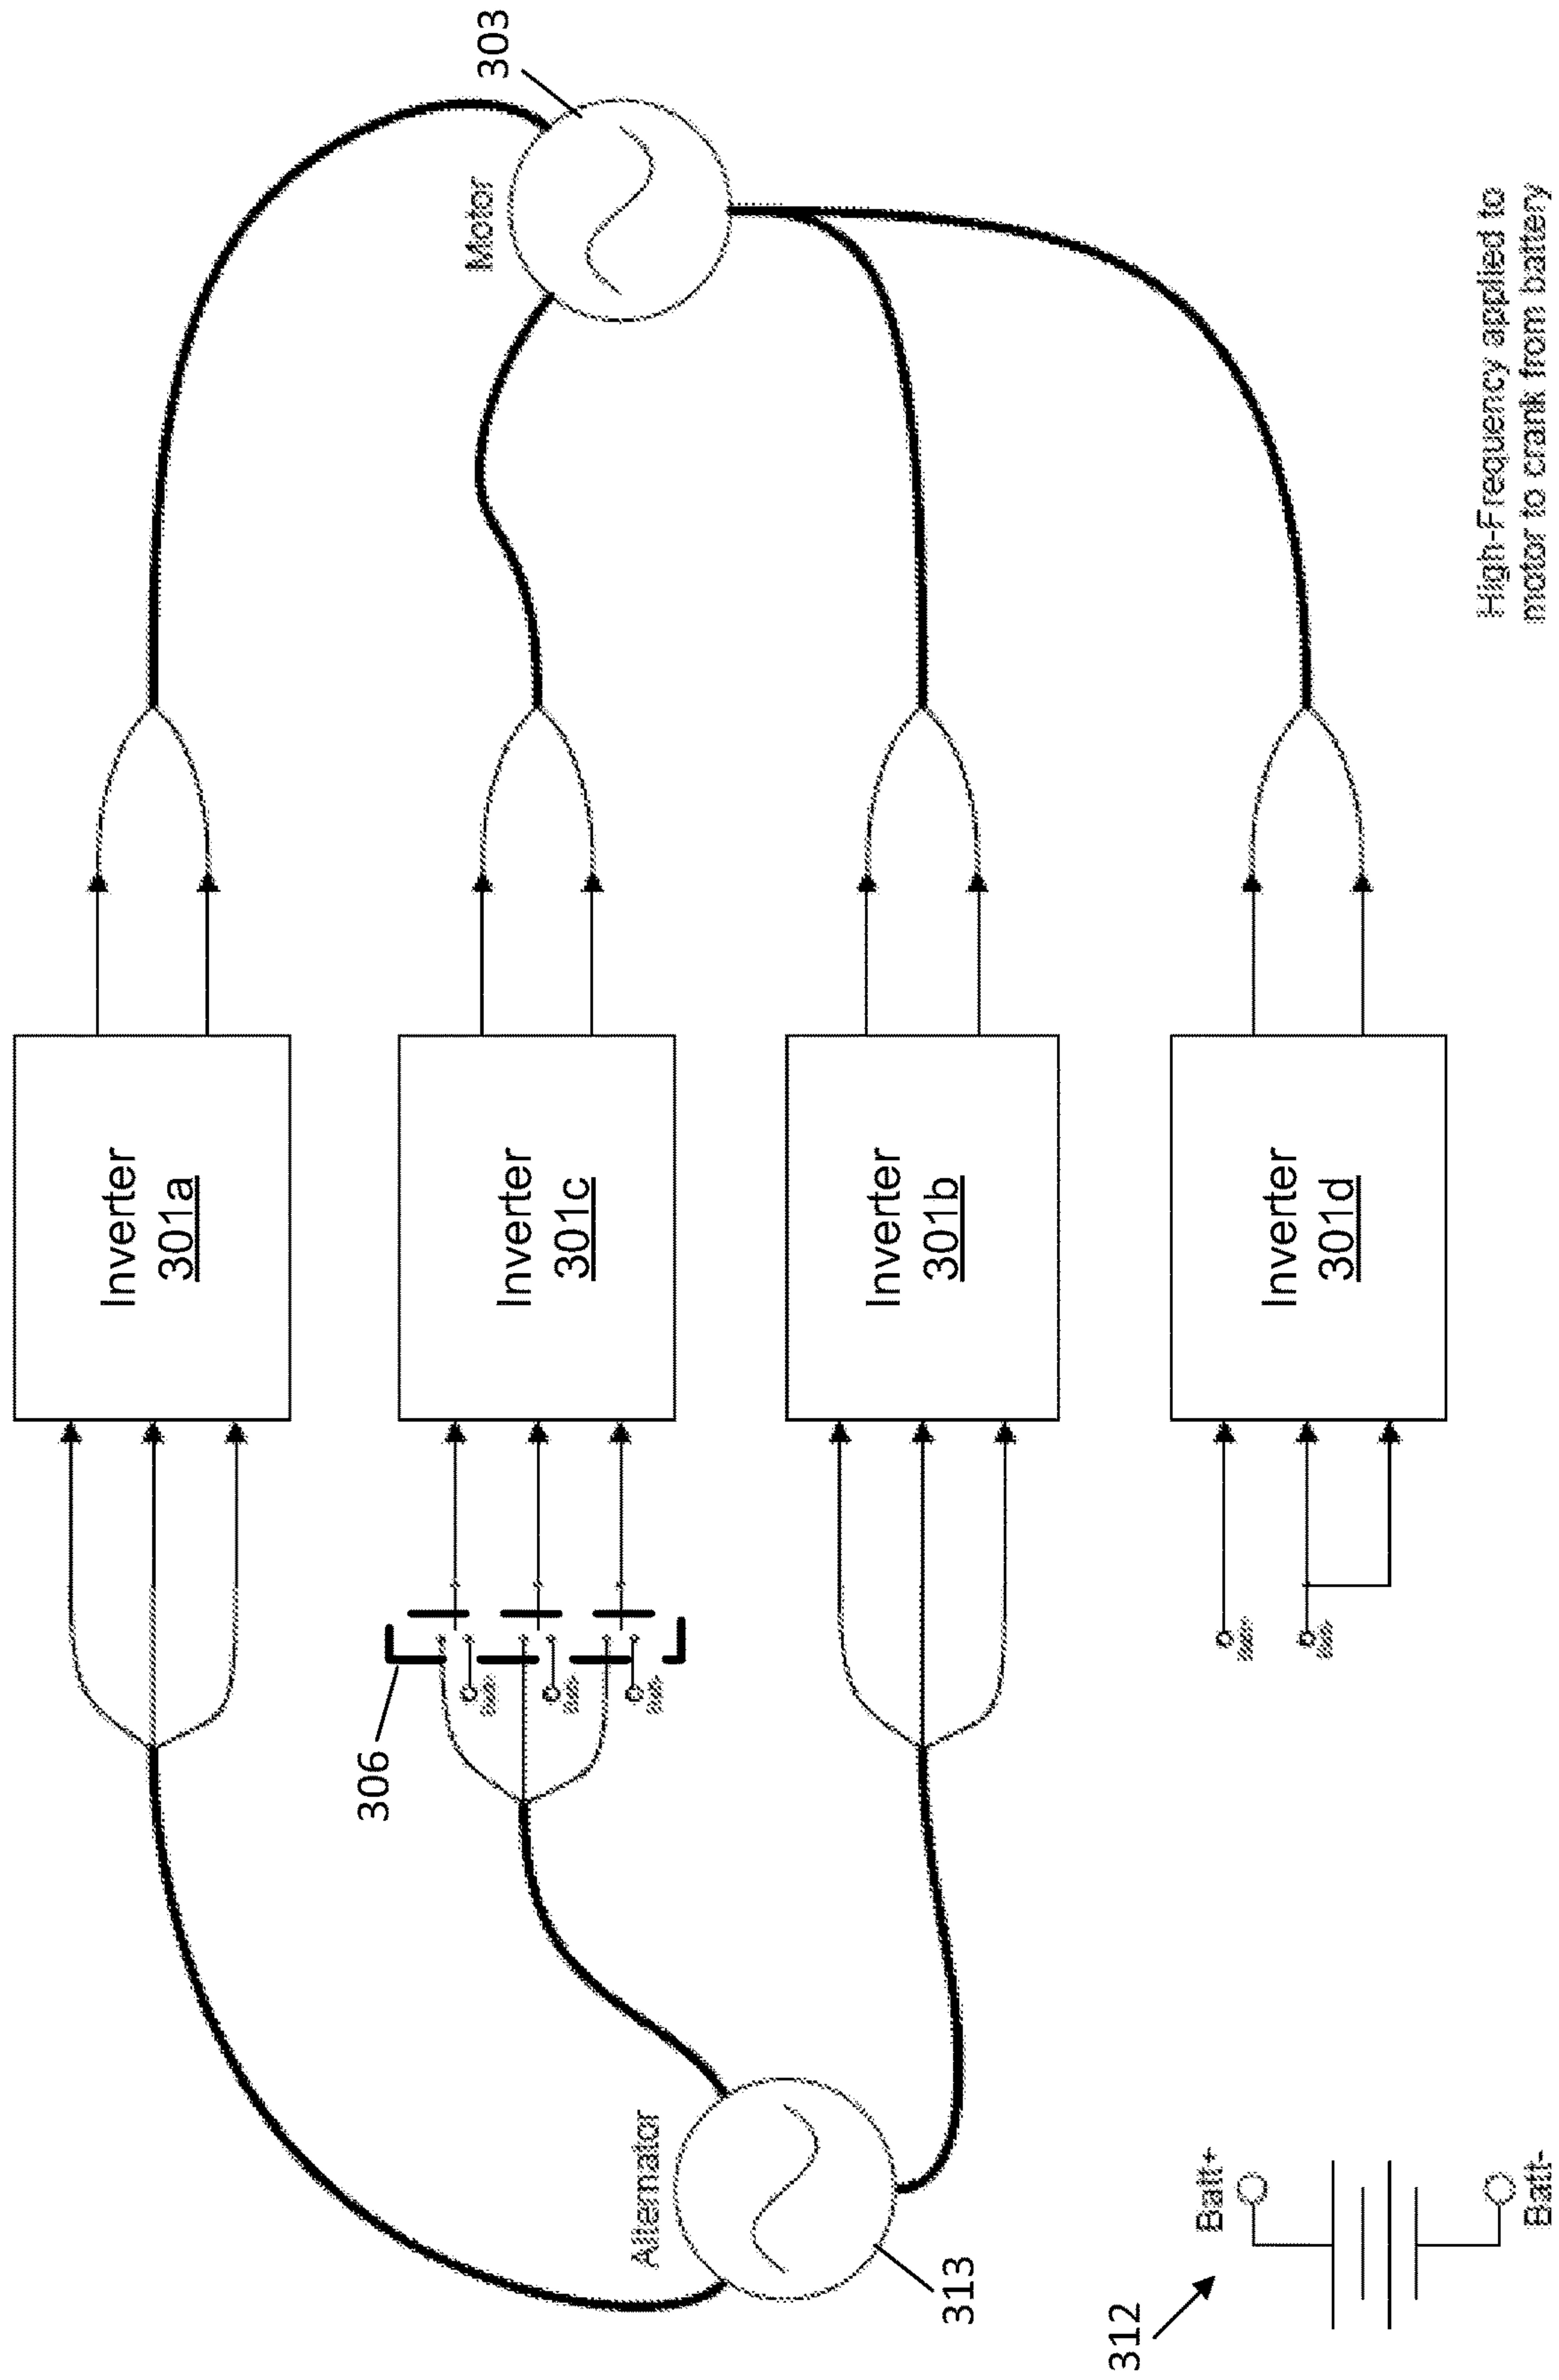 Inverter
301a
306
Motor
303
Inverter
301c
Alternator
Inverter
301b
313
312
Batt+
Inverter
301d
Batt-
High-Frequency applied to
motor to crank from battery